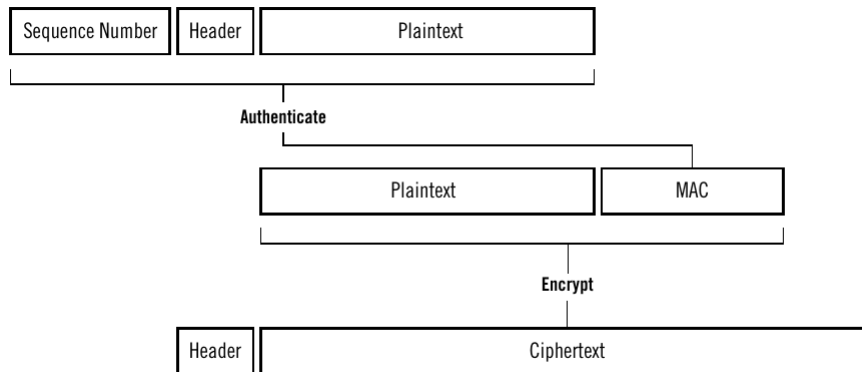 Sequence Number Header Plaintext
Authenticate
Plaintext MAC
Encrypt
Header Ciphertext